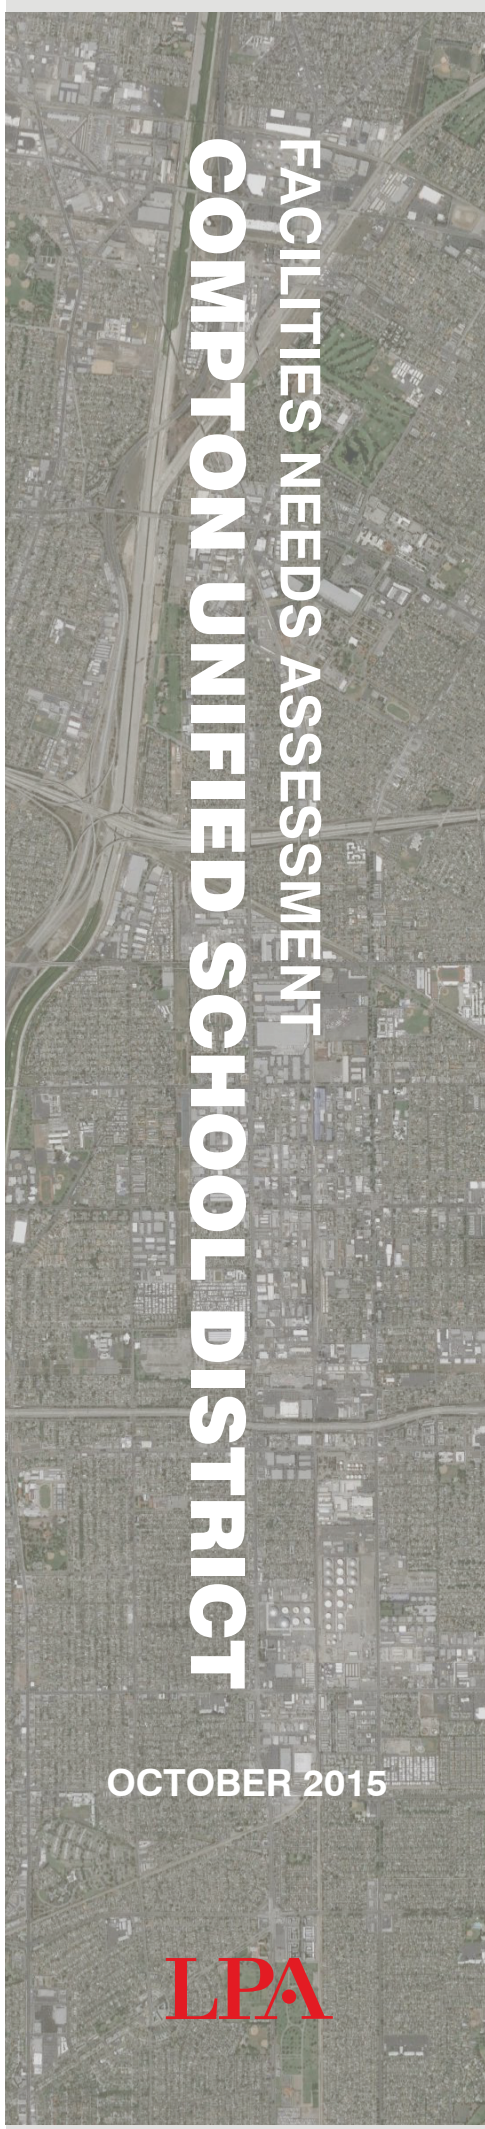 FACILITIES NEEDS ASSESSMENT
COMPTON UNIFIED SCHOOL DISTRICT
OCTOBER 2015
LPA